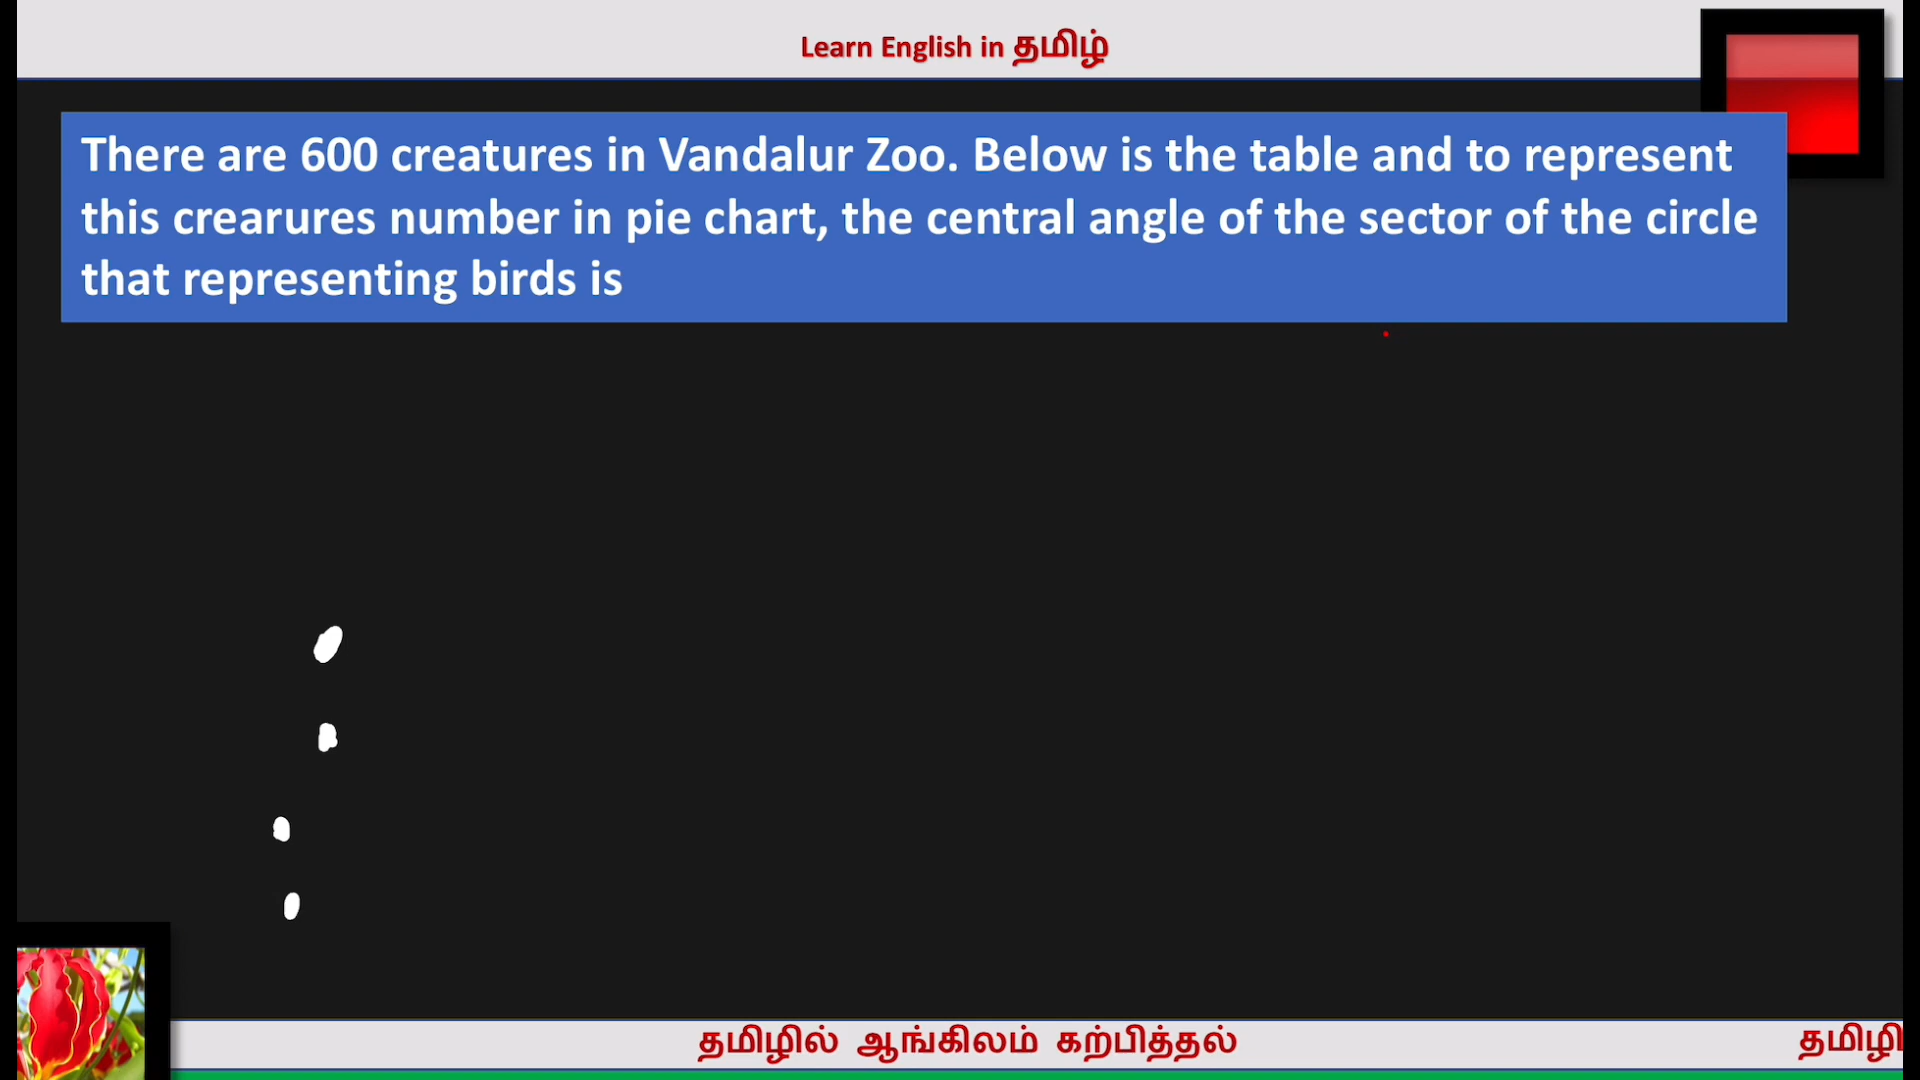 Learn English in தமிழ்
There are 600 creatures in Vandalur Zoo. Below is the table and to represent
this crearures number in pie chart, the central angle of the sector of the circle
that representing birds is
தமிழில் ஆங்கிலம் கற்பித்தல்
தமிழி